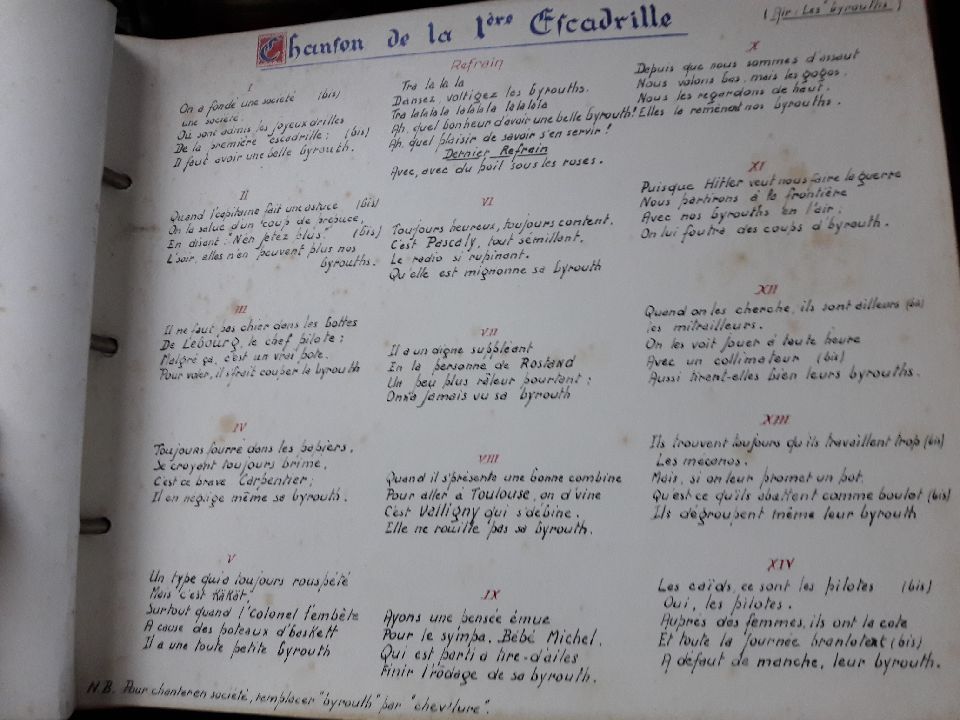 Chanson de la 1ère Escadrille
(Air: Les byrouths)
I
On a fondé une société (bis)
une société.
Où sont admis les joyeux drilles
De la première escadrille; (bis)
Il faut avoir une belle byrouth.
II
Quand l'capitaine fait une astuce (bis)
On la salue d'un coup de prépuce,
En disant: "N'en jetez plus" (bis)
L'soir, elles n'en peuvent plus nos
byrouths.
III
Il ne faut pas chier dans les bottes
De Lebourg, le chef pilote;
Malgré ça, c'est un vrai pote.
Pour voler, il s'frait couper la byrouth
IV
Toujours fourré dans les papiers,
Se croyant toujours brimé,
C'est ce brave Carpentier;
Il en néglige même sa byrouth.
V
Un type qui a toujours rouspété
Mais c'est Käkät,
Surtout quand l'colonel l'embête
A cause des poteaux d'baskett
Il a une toute petite byrouth
Refrain
Tra la la la
Dansez, voltigez les byrouths.
Tra la la la la la la la la la la la
Ah, quel bonheur d'avoir une belle byrouth!
Ah, quel plaisir de savoir s'en servir!
Dernier Refrain
Avec, avec du poil sous les roses.
VI
Toujours heureux, toujours content.
C'est Pascaly, tout sémillant.
Le radio si rupinant.
Qu'elle est mignonne sa byrouth
VII
Il a un digne suppléant
En la personne de Rostand
Un peu plus râleur pourtant;
On n'a jamais vu sa byrouth
VIII
Quand il s'présente une bonne combine
Pour aller à Toulouse, on d'vine
C'est Valligny qui s'débine.
Elle ne rouille pas sa byrouth.
IX
Ayons une pensée émue
Pour le sympa, Bébé Michel.
Qui est parti à tire-d'ailes
Finir l'rôdage de sa byrouth.
X
Depuis que nous sommes d'assaut
Nous volons bas, mais les gogos.
Nous les regardons de haut.
Elles la ramènent nos byrouths.
XI
Puisque Hitler veut nous faire la guerre
Nous partirons à la frontière
Avec nos byrouths en l'air;
On lui foutra des coups d'byrouth.
XII
Quand on les cherche, ils sont ailleurs (bis)
les mitrailleurs.
On les voit jouer à toute heure
Avec un collimateur (bis)
Aussi tirent-elles bien leurs byrouths.
XIII
Ils trouvent toujours qu'ils travaillent trop (bis)
Les mécanos.
Mais, si on leur promet un pot,
Qu'est ce qu'ils abattent comme boulot (bis)
Ils dégroupent même leur byrouth
XIV
Les caïds, ce sont les pilotes (bis)
Oui, les pilotes.
Auprès des femmes, ils ont la cote
Et toute la journée branlotent (bis)
A défaut de manche, leur byrouth.
N.B. Pour chanter en société, remplacer "byrouth" par "chev'lure".